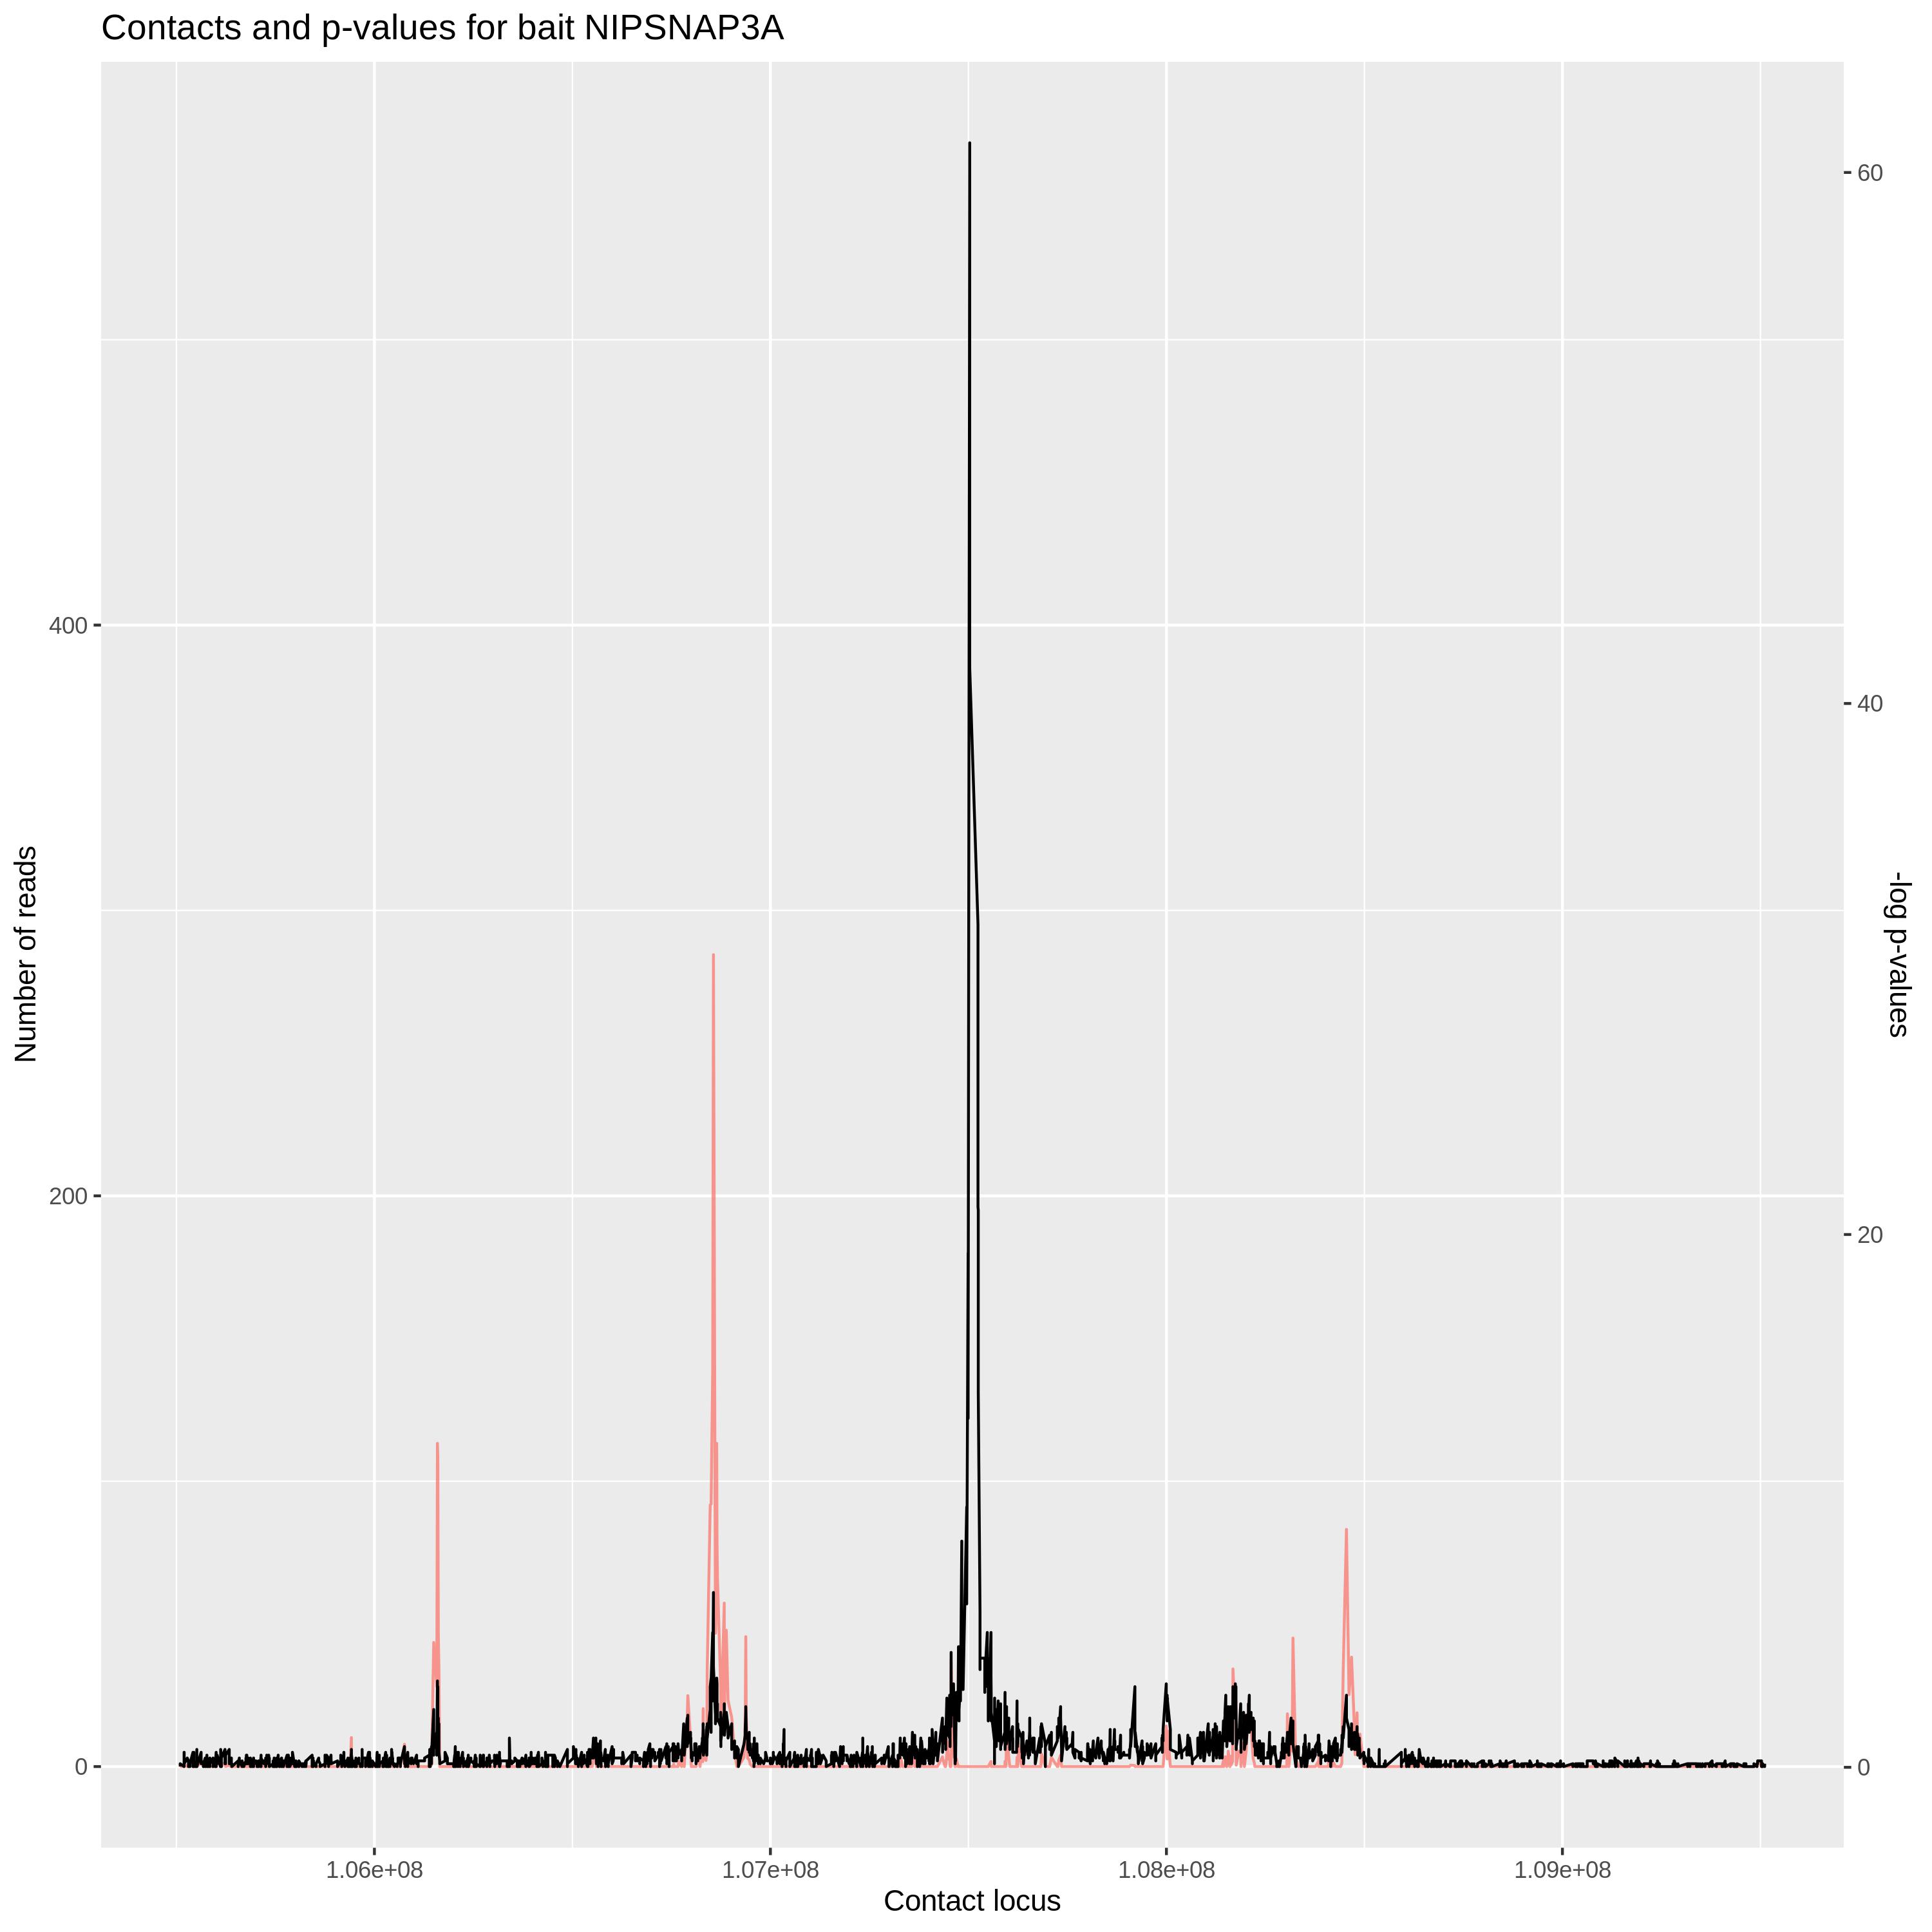 Contacts and p-values for bait NIPSNAP3A
Number of reads
400
200
0
60
40
20
0
-log p-values
1.06e+08 1.07e+08 1.08e+08 1.09e+08
Contact locus